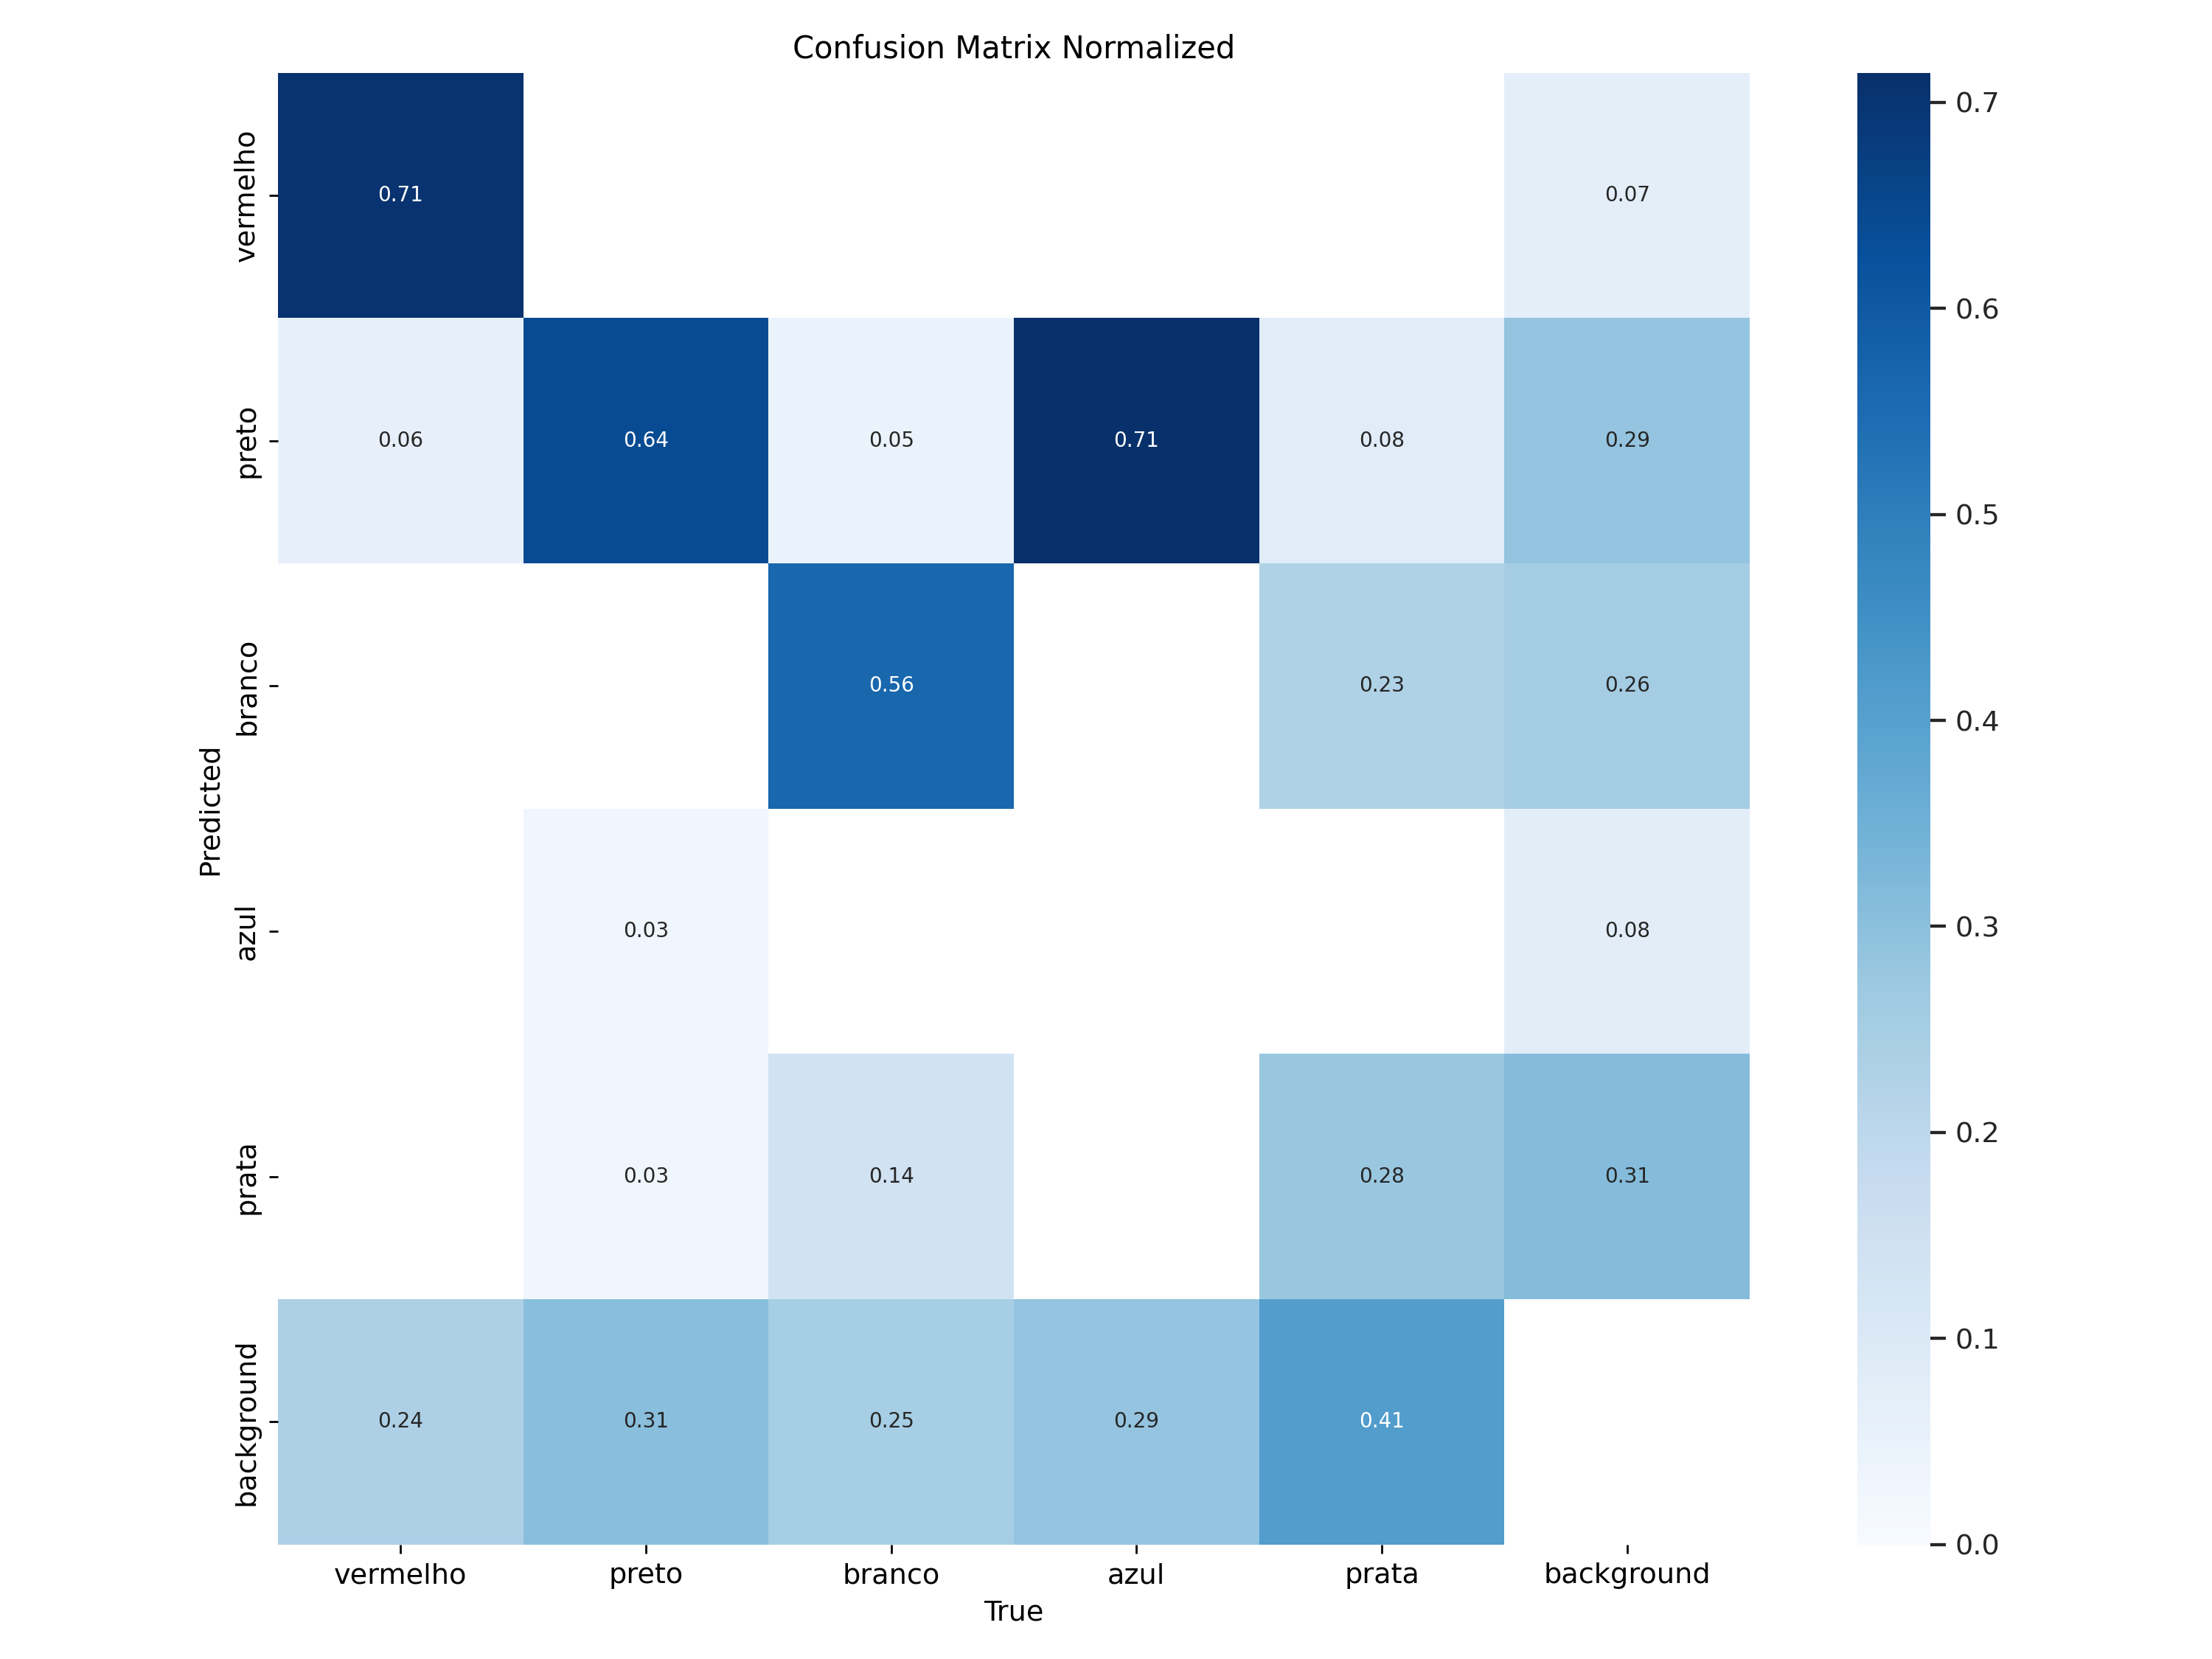 Confusion Matrix Normalized
vermelho
0.71
0.07
preto
0.06
0.64
0.05
0.71
0.08
0.29
branco
0.56
0.23
0.26
azul
0.03
0.08
prata
0.03
0.14
0.28
0.31
background
0.24
0.31
0.25
0.29
0.41
Predicted
vermelho
preto
branco
azul
prata
background
True
0.7
0.6
0.5
0.4
0.3
0.2
0.1
0.0